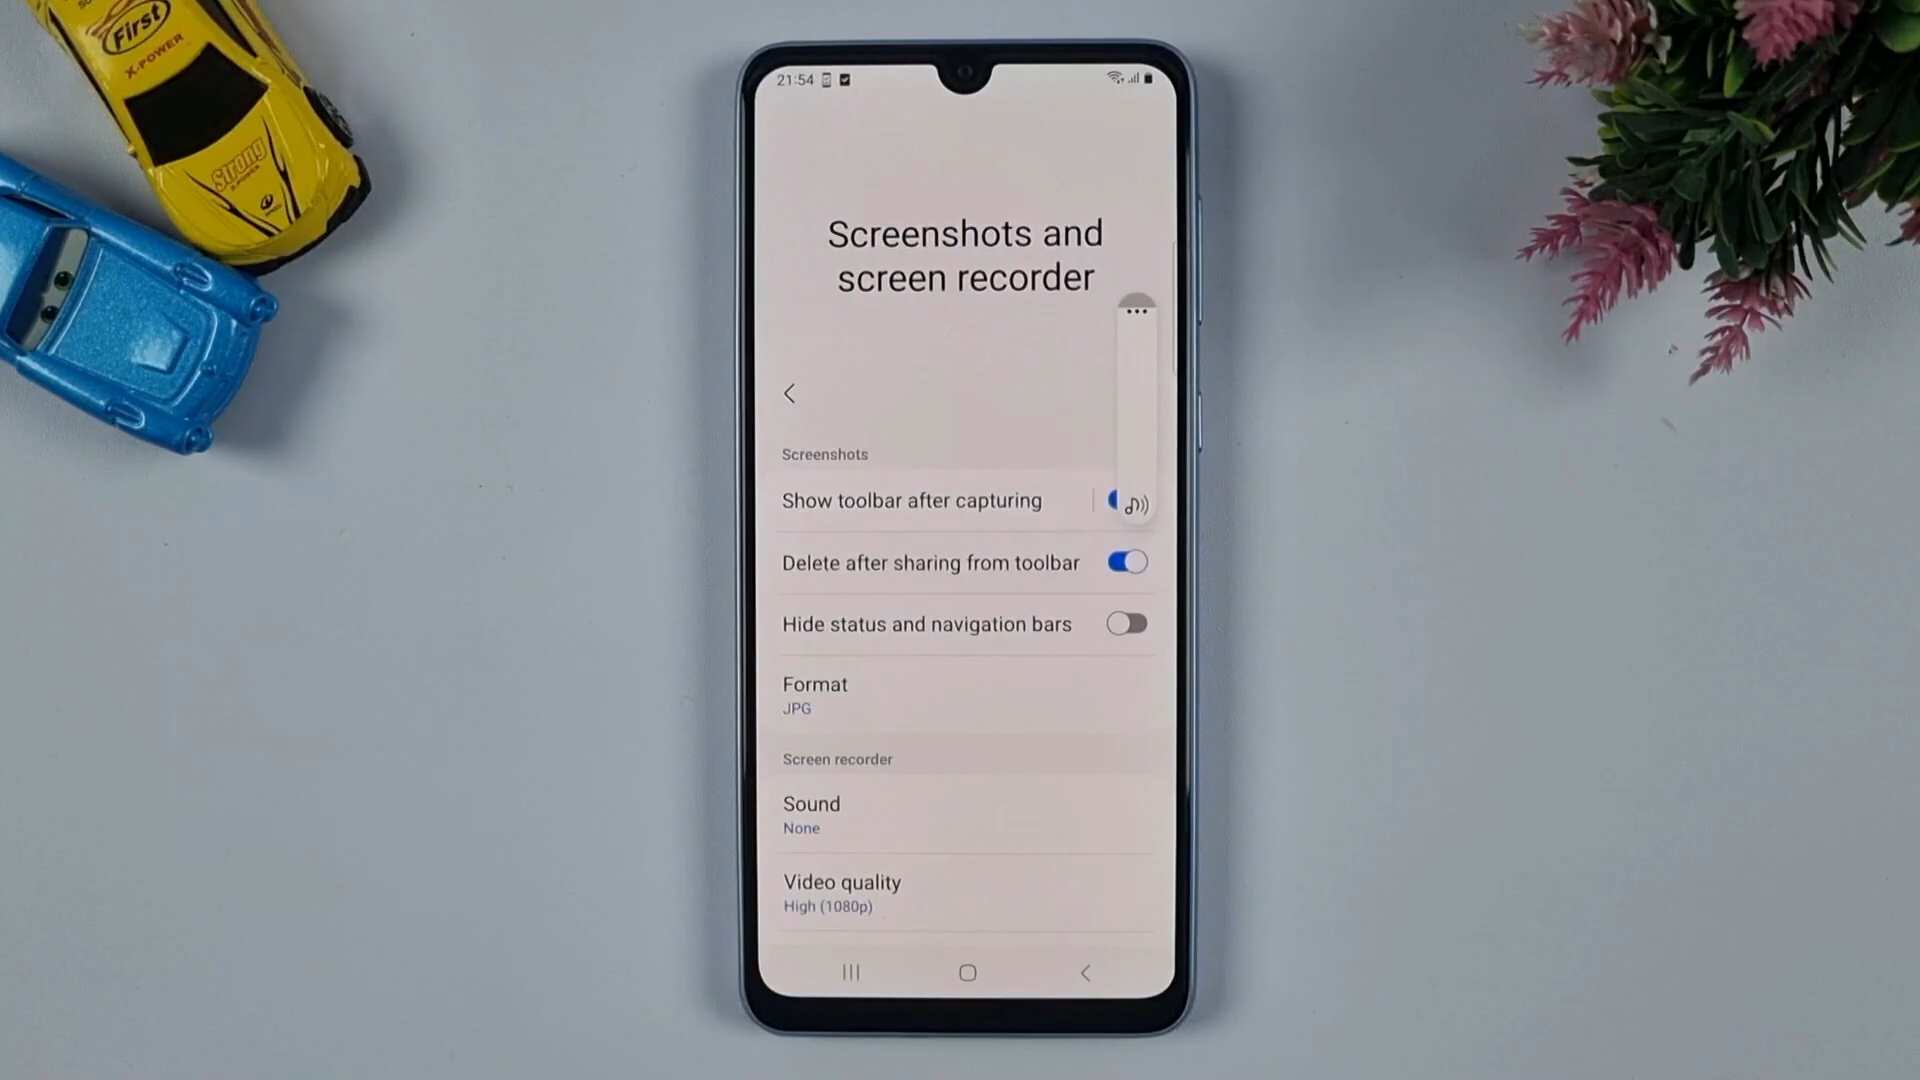 First
X-POWER
Strong
X-POWER
21:54
Screenshots and
screen recorder
Screenshots
Show toolbar after capturing
Delete after sharing from toolbar
Hide status and navigation bars
Format
JPG
Screen recorder
Sound
None
Video quality
High (1080p)